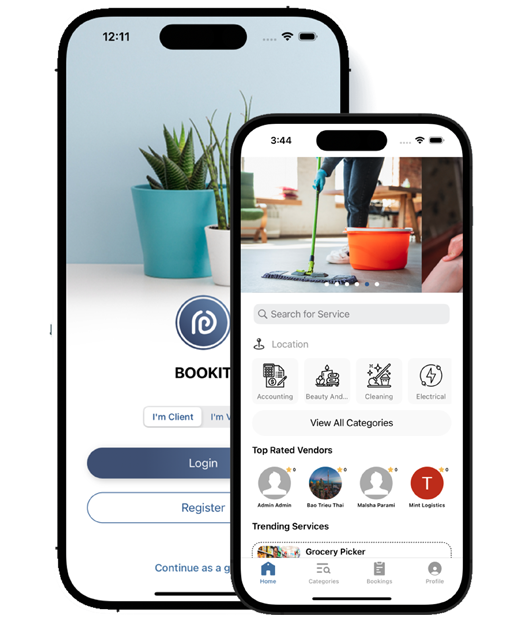 12:11
BOOKIT
I'm Client
I'm V
Login
Register
Continue as a g
3:44
Search for Service
Location
Accounting
Beauty And...
Cleaning
Electrical
View All Categories
Top Rated Vendors
0
0
0
0
T
Admin Admin
Bao Trieu Thai
Malsha Parami
Mint Logistics
Trending Services
Grocery Picker
Home
Categories
Bookings
Profile